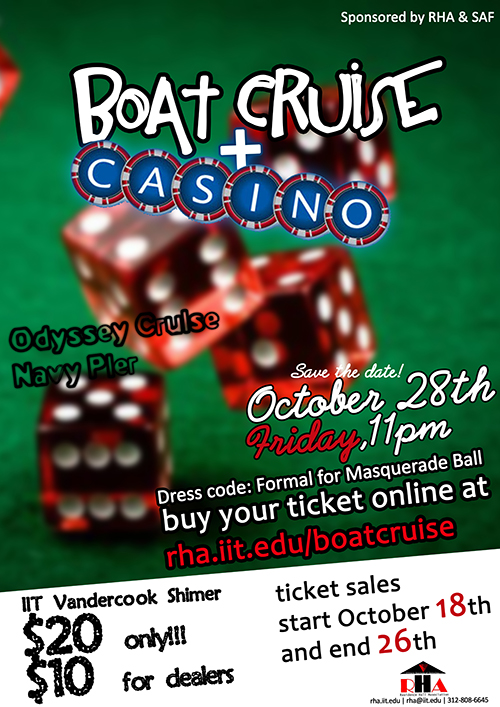 Sponsored by RHA & SAF
BOAT CRUISE
+
CASINO
Odyssey Cruise
Navy Pier
Save the date!
October 28th
Friday, 11pm
Dress code: Formal for Masquerade Ball
buy your ticket online at
rha.iit.edu/boatcruise
IIT Vandercook Shimer
$20 only!!!
$10 for dealers
ticket sales
start October 18th
and end 26th
RHA
Residence Hall Association
rha.iit.edu | rha@iit.edu | 312-808-6645